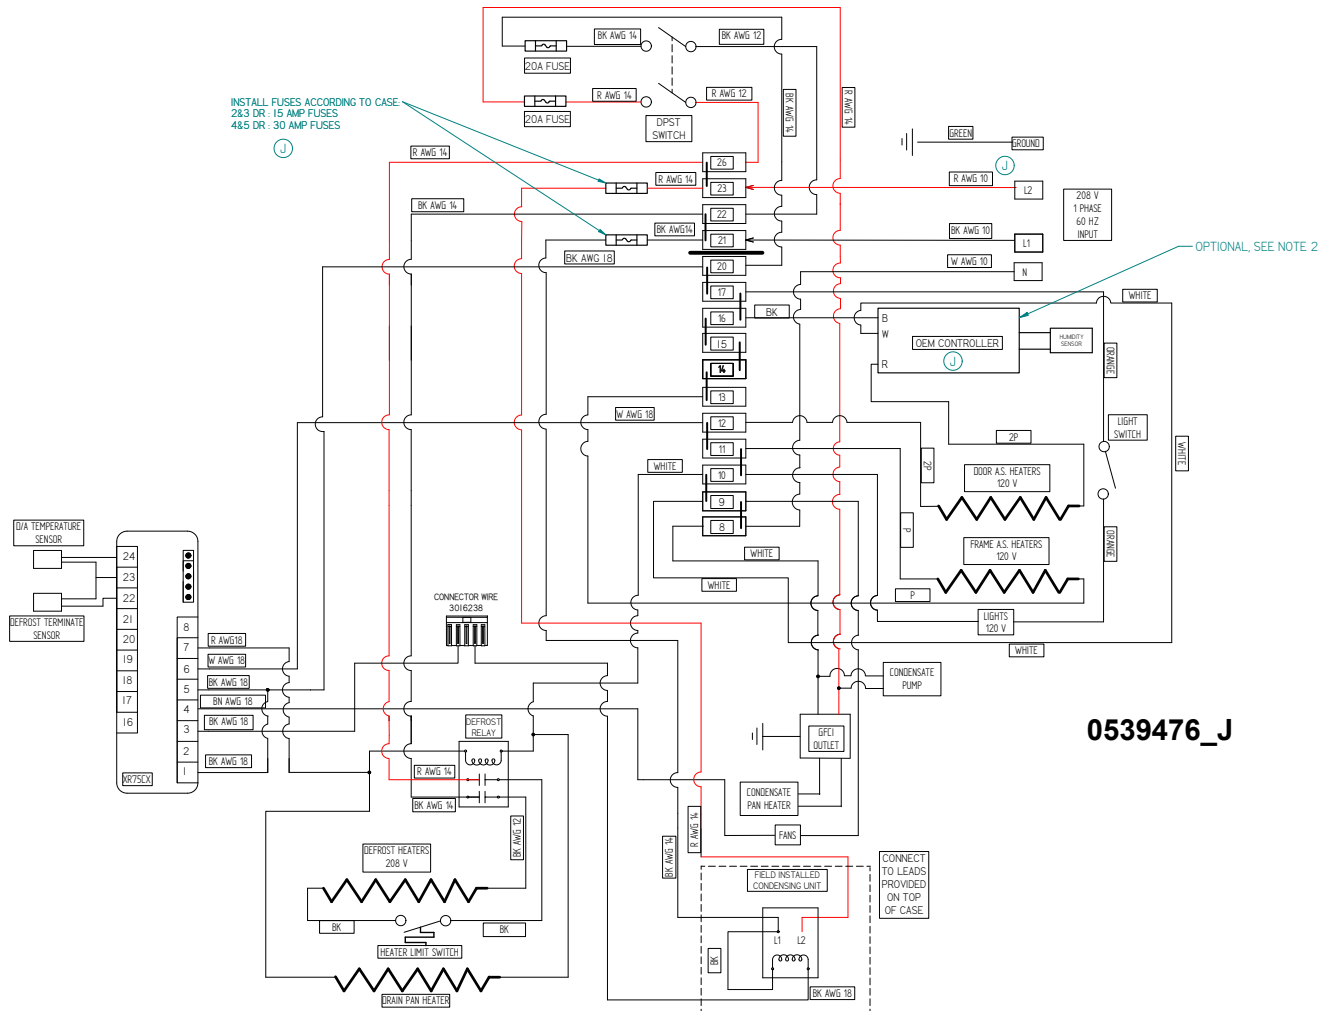 BK AWG 14
BK AWG 12
20A FUSE
R AWG 14
R AWG 12
20A FUSE
DPST
SWITCH
BK AWG 14
R AWG 14
INSTALL FUSES ACCORDING TO CASE:
2&3 DR : 15 AMP FUSES
4&5 DR : 30 AMP FUSES
J
GREEN
GROUND
J
R AWG 14
26
R AWG 14
23
R AWG 10
L2
208 V
1 PHASE
60 HZ
INPUT
BK AWG 14
22
BK AWG14
21
BK AWG 10
L1
BK AWG 18
20
W AWG 10
N
OPTIONAL, SEE NOTE 2
17
WHITE
16
BK
B
W
R
OEM CONTROLLER
J
HUMIDITY
SENSOR
15
14
13
ORANGE
W AWG 18
12
11
2P
2P
LIGHT
SWITCH
WHITE
WHITE
10
DOOR A.S. HEATERS
120 V
9
8
P
ORANGE
WHITE
FRAME A.S. HEATERS
120 V
WHITE
P
LIGHTS
120 V
WHITE
D/A TEMPERATURE
SENSOR
DEFROST TERMINATE
SENSOR
24
23
22
21
20
19
18
17
16
8
7
6
5
4
3
2
1
XR75CX
R AWG18
W AWG 18
BK AWG 18
BN AWG 18
BK AWG 18
BK AWG 18
CONNECTOR WIRE
3016238
CONDENSATE
PUMP
DEFROST
RELAY
GFCI
OUTLET
0539476_J
R AWG 14
BK AWG 14
CONDENSATE
PAN HEATER
FANS
BK AWG 12
BK AWG 14
R AWG 14
DEFROST HEATERS
208 V
BK
BK
HEATER LIMIT SWITCH
DRAIN PAN HEATER
FIELD INSTALLED
CONDENSING UNIT
CONNECT
TO LEADS
PROVIDED
ON TOP
OF CASE
L1
L2
BK
BK AWG 18